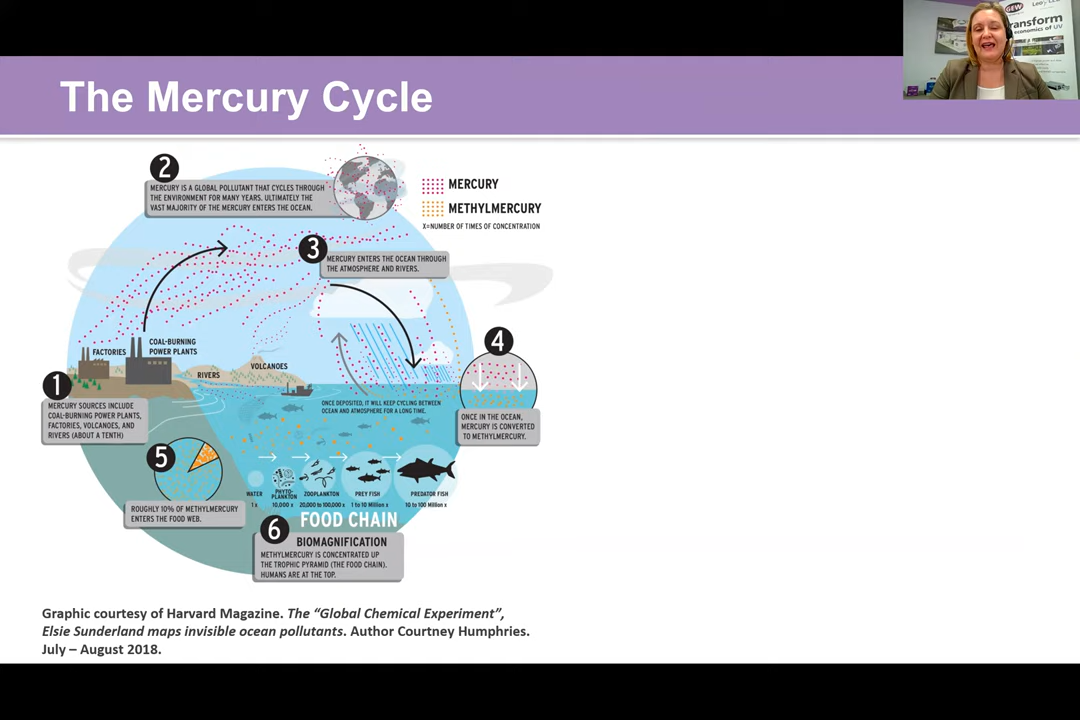 The Mercury Cycle
GEW
ransform
economics of UV
2
MERCURY IS A GLOBAL POLLUTANT THAT CYCLES THROUGH
THE ENVIRONMENT FOR MANY YEARS. ULTIMATELY THE
VAST MAJORITY OF THE MERCURY ENTERS THE OCEAN.
MERCURY
METHYLMERCURY
X=NUMBER OF TIMES OF CONCENTRATION
3
MERCURY ENTERS THE OCEAN THROUGH
THE ATMOSPHERE AND RIVERS.
FACTORIES
COAL-BURNING
POWER PLANTS
RIVERS
VOLCANOES
1
MERCURY SOURCES INCLUDE
COAL-BURNING POWER PLANTS,
FACTORIES, VOLCANOES, AND
RIVERS (ABOUT A TENTH)
ONCE DEPOSITED, IT WILL KEEP CYCLING BETWEEN
OCEAN AND ATMOSPHERE FOR A LONG TIME.
4
ONCE IN THE OCEAN,
MERCURY IS CONVERTED
TO METHYLMERCURY.
5
ROUGHLY 10% OF METHYLMERCURY
ENTERS THE FOOD WEB.
WATER
1 x
PHYTO-
PLANKTON
10,000 x
ZOOPLANKTON
20,000 to 100,000 x
PREY FISH
1 to 10 Million x
PREDATOR FISH
10 to 100 Million x
FOOD CHAIN
6
BIOMAGNIFICATION
METHYLMERCURY IS CONCENTRATED UP
THE TROPHIC PYRAMID (THE FOOD CHAIN).
HUMANS ARE AT THE TOP.
Graphic courtesy of Harvard Magazine. The “Global Chemical Experiment”,
Elsie Sunderland maps invisible ocean pollutants. Author Courtney Humphries.
July – August 2018.